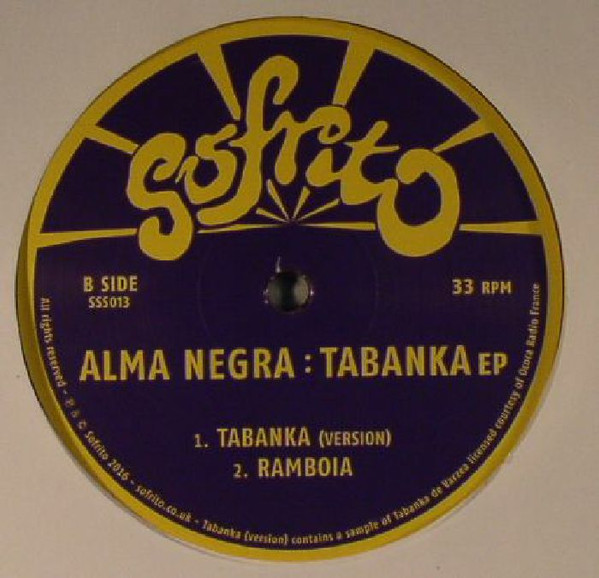 Sofrito
B SIDE
SSS013
33 RPM
ALMA NEGRA : TABANKA EP
1. TABANKA (VERSION)
2. RAMBOIA
All rights reserved - ℗ & © Sofrito 2016 - sofrito.co.uk - Tabanka (version) contains a sample of Tabanka de Varzea licensed courtesy of Ocora Radio France